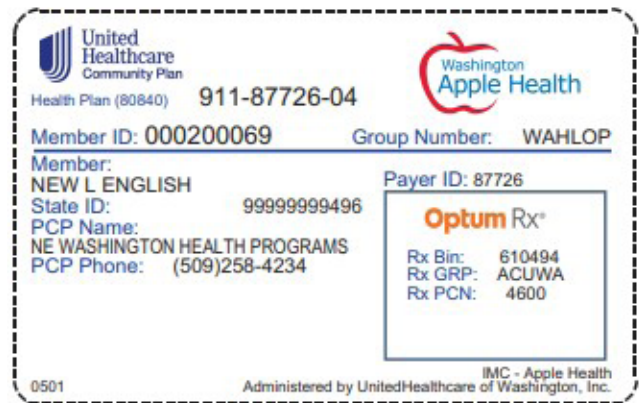 United
Healthcare
Community Plan
Washington
Apple Health
Health Plan (80840) 911-87726-04
Member ID: 000200069 Group Number: WAHLOP
Member:
NEW L ENGLISH
Payer ID: 87726
State ID: 99999999496
PCP Name:
NE WASHINGTON HEALTH PROGRAMS
PCP Phone: (509)258-4234
Optum Rx®
Rx Bin: 610494
Rx GRP: ACUWA
Rx PCN: 4600
IMC - Apple Health
0501 Administered by UnitedHealthcare of Washington, Inc.